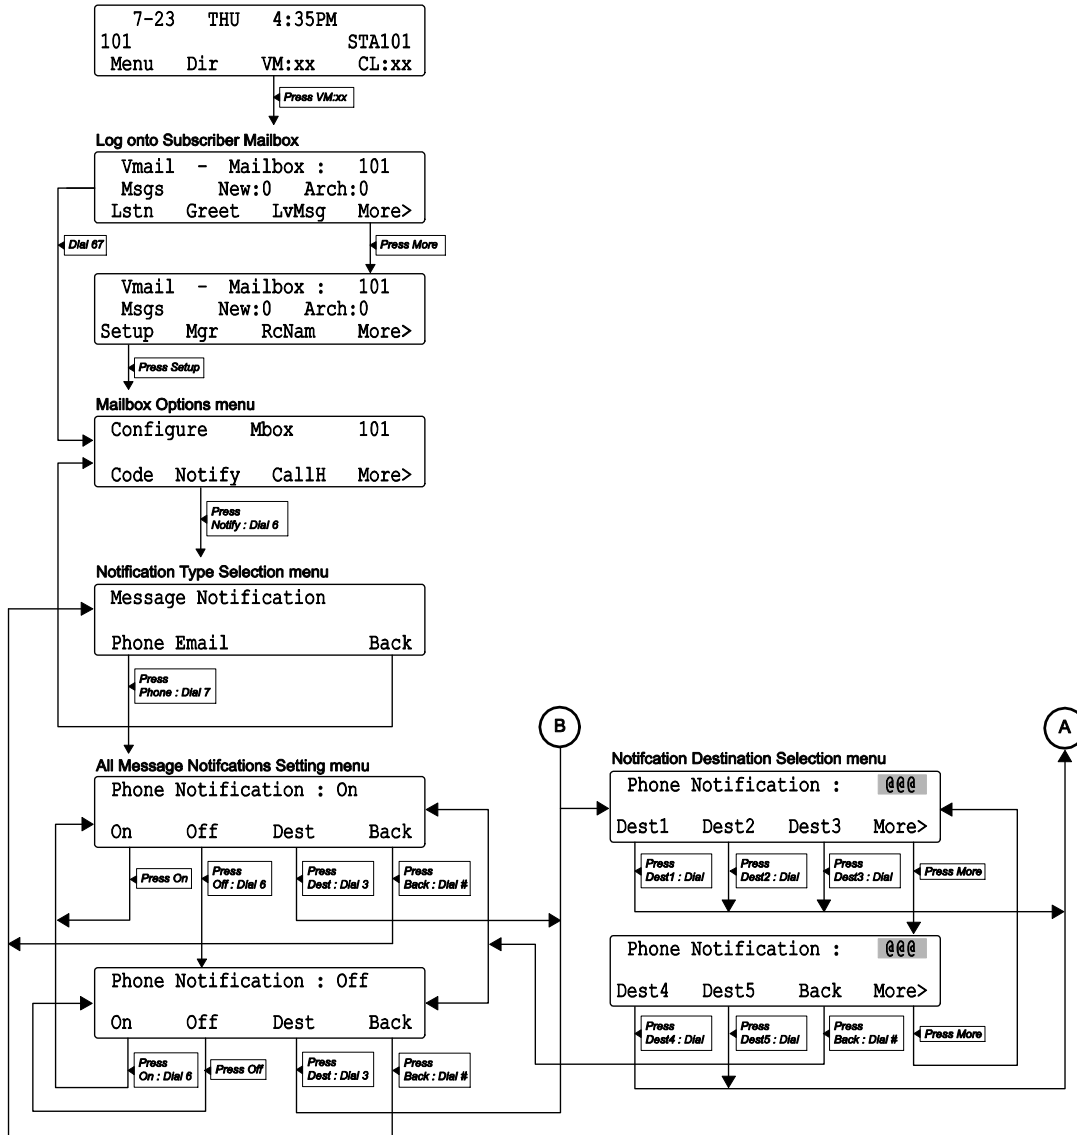 7-23 THU 4:35PM
101 STA101
Menu Dir VM:xx CL:xx
Press VM:xx
Log onto Subscriber Mailbox
Vmail - Mailbox : 101
Msgs New:0 Arch:0
Lstn Greet LvMsg More>
Dial 67
Press More
Vmail - Mailbox : 101
Msgs New:0 Arch:0
Setup Mgr RcNam More>
Press Setup
Mailbox Options menu
Configure Mbox 101
Code Notify CallH More>
Press
Notify : Dial 6
Notification Type Selection menu
Message Notification
Phone Email Back
Press
Phone : Dial 7
All Message Notifcations Setting menu
Phone Notification : On
On Off Dest Back
Press On
Press
Off : Dial 6
Press
Dest : Dial 3
Press
Back : Dial #
Phone Notification : Off
On Off Dest Back
Press
On : Dial 6
Press Off
Press
Dest : Dial 3
Press
Back : Dial #
B
A
Notifcation Destination Selection menu
Phone Notification : @@@
Dest1 Dest2 Dest3 More>
Press
Dest1 : Dial
Press
Dest2 : Dial
Press
Dest3 : Dial
Press More
Phone Notification : @@@
Dest4 Dest5 Back More>
Press
Dest4 : Dial
Press
Dest5 : Dial
Press
Back : Dial #
Press More